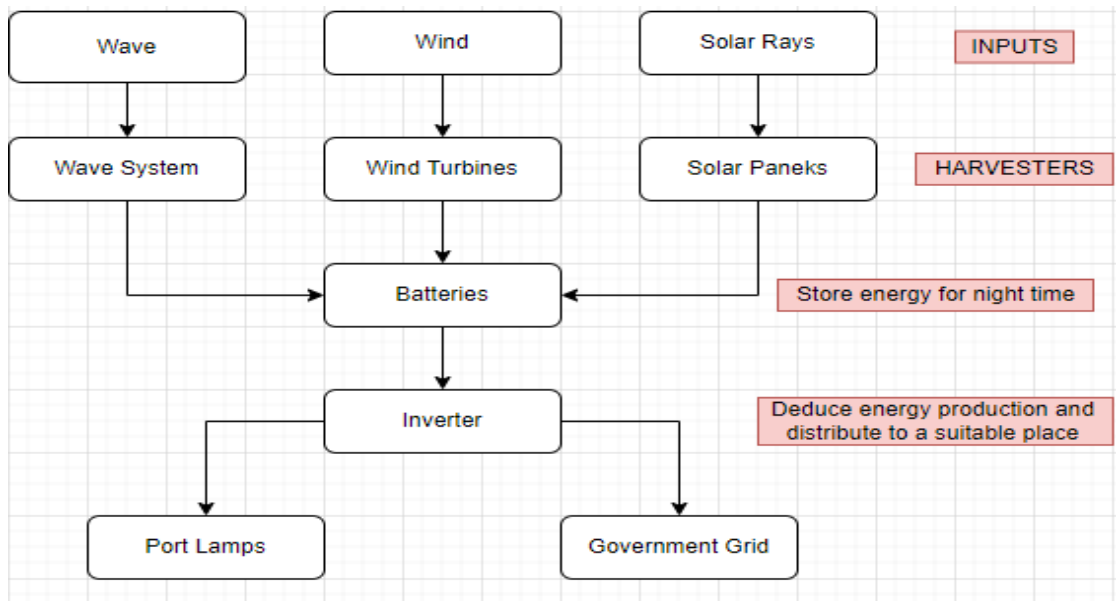 Wave
Wind
Solar Rays
INPUTS
Wave System
Wind Turbines
Solar Paneks
HARVESTERS
Batteries
Store energy for night time
Inverter
Deduce energy production and
distribute to a suitable place
Port Lamps
Government Grid